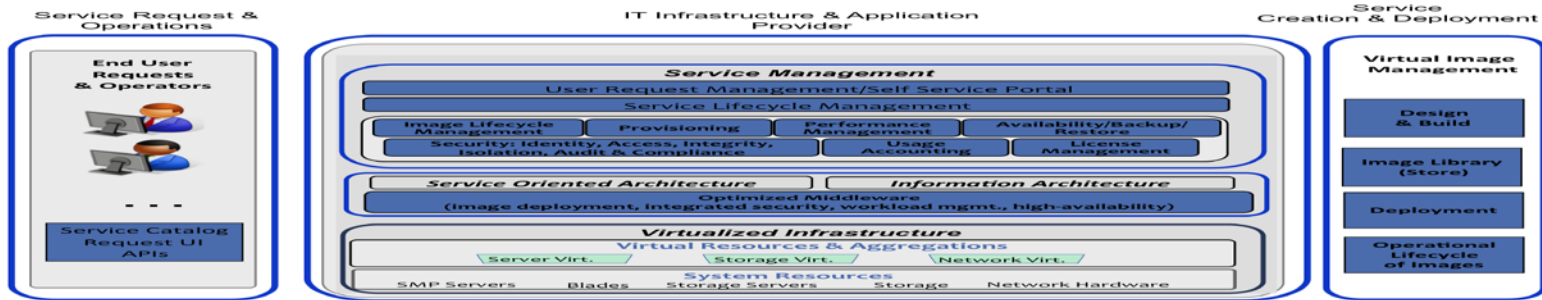 Service Request &
Operations
End User
Requests
& Operators
- - -
Service Catalog
Request UI
APIs
IT Infrastructure & Application
Provider
Service Management
User Request Management/Self Service Portal
Service Lifecycle Management
Image Lifecycle
Management
Provisioning
Performance
Management
Availability/Backup/
Restore
Security: Identity, Access, Integrity,
Isolation, Audit & Compliance
Usage
Accounting
License
Management
Service Oriented Architecture
Information Architecture
Optimized Middleware
(image deployment, integrated security, workload mgmt., high-availability)
Virtualized Infrastructure
Virtual Resources & Aggregations
Server Virt.
Storage Virt.
Network Virt.
System Resources
SMP Servers
Blades
Storage Servers
Storage
Network Hardware
Service
Creation & Deployment
Virtual Image
Management
Design
& Build
Image Library
(Store)
Deployment
Operational
Lifecycle
of Images